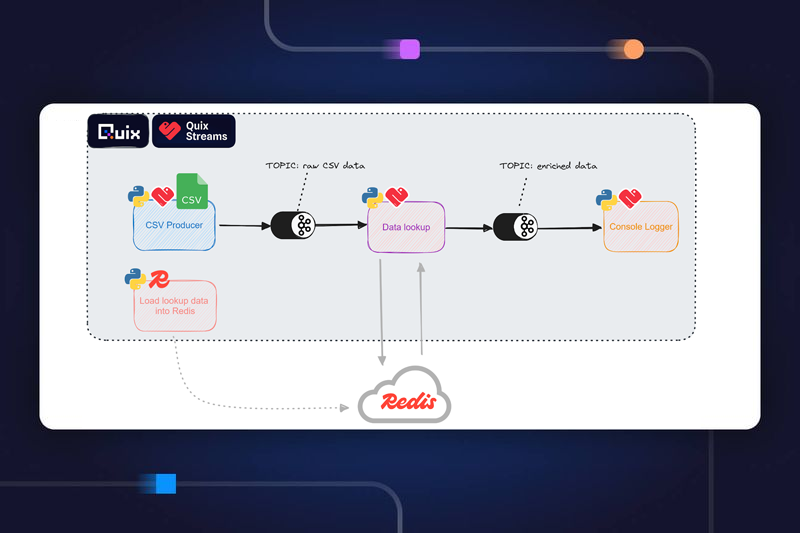 Quix
Quix
Streams
TOPIC: raw CSV data
TOPIC: enriched data
CSV
CSV Producer
Data lookup
Console Logger
Load lookup data
into Redis
Redis